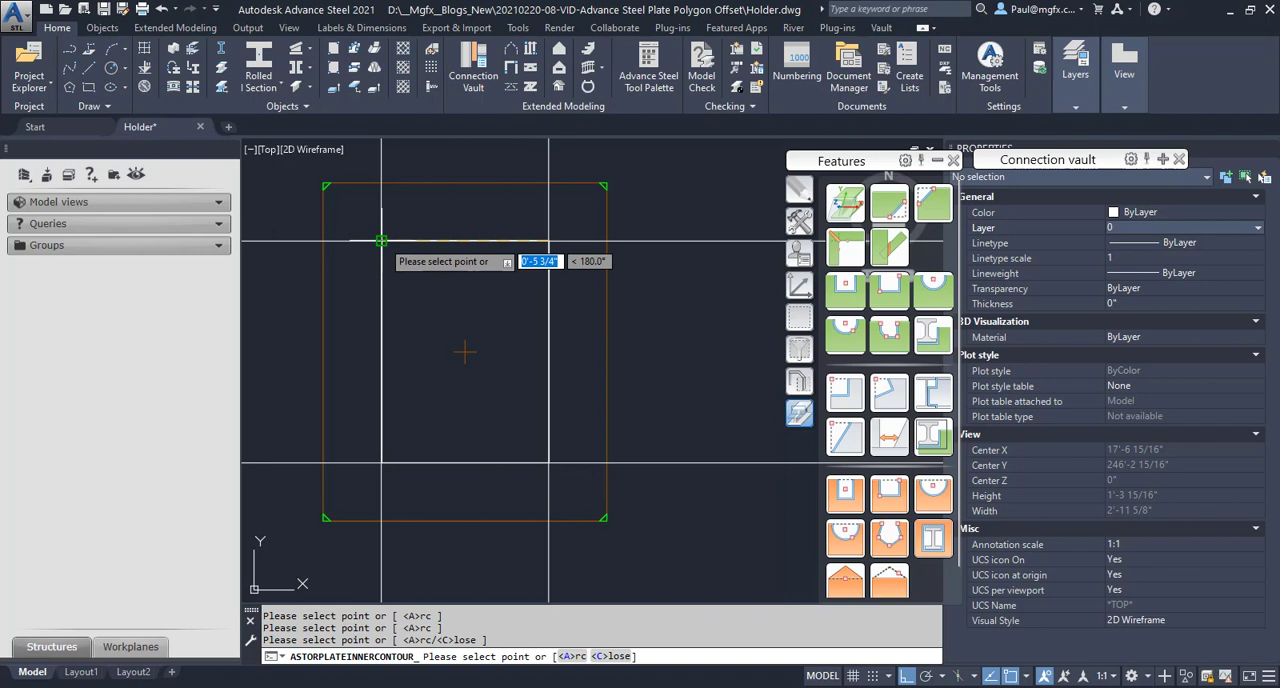 Autodesk Advance Steel 2021 D:\__Mgfx_Blogs_New\20210220-08-VID-Advance Steel Plate Polygon Offset\Holder.dwg
Type a keyword or phrase
Paul@mgfx.c...
STL
Home Objects Extended Modeling Output View Labels & Dimensions Export & Import Tools Render Collaborate Plug-ins Featured Apps River Plug-ins Vault
Project Explorer
Rolled I Section
Connection Vault
Advance Steel Tool Palette
Model Check
1000
Numbering
Document Manager
NC
DXF
Create Lists
Management Tools
Layers
View
Project Draw Objects Extended Modeling Checking Documents Settings
Start Holder*
[−][Top][2D Wireframe]
Model views
Queries
Groups
Please select point or 0'-5 3/4" < 180.0°
Y
X
Structures Workplanes
Features
N
Connection vault
PROPERTIES
No selection
General
Color ByLayer
Layer 0
Linetype ByLayer
Linetype scale 1
Lineweight ByLayer
Transparency ByLayer
Thickness 0"
3D Visualization
Material ByLayer
Plot style
Plot style ByColor
Plot style table None
Plot table attached to Model
Plot table type Not available
View
Center X 17'-6 15/16"
Center Y 246'-2 15/16"
Center Z 0"
Height 1'-3 15/16"
Width 2'-11 5/8"
Misc
Annotation scale 1:1
UCS icon On Yes
UCS icon at origin Yes
UCS per viewport Yes
UCS Name *TOP*
Visual Style 2D Wireframe
Please select point or [ <A>rc ]
Please select point or [ <A>rc ]
Please select point or [ <A>rc/<C>lose ]
ASTORPLATEINNERCONTOUR_ Please select point or [<A>rc <C>lose]
Model Layout1 Layout2 +
MODEL
1:1